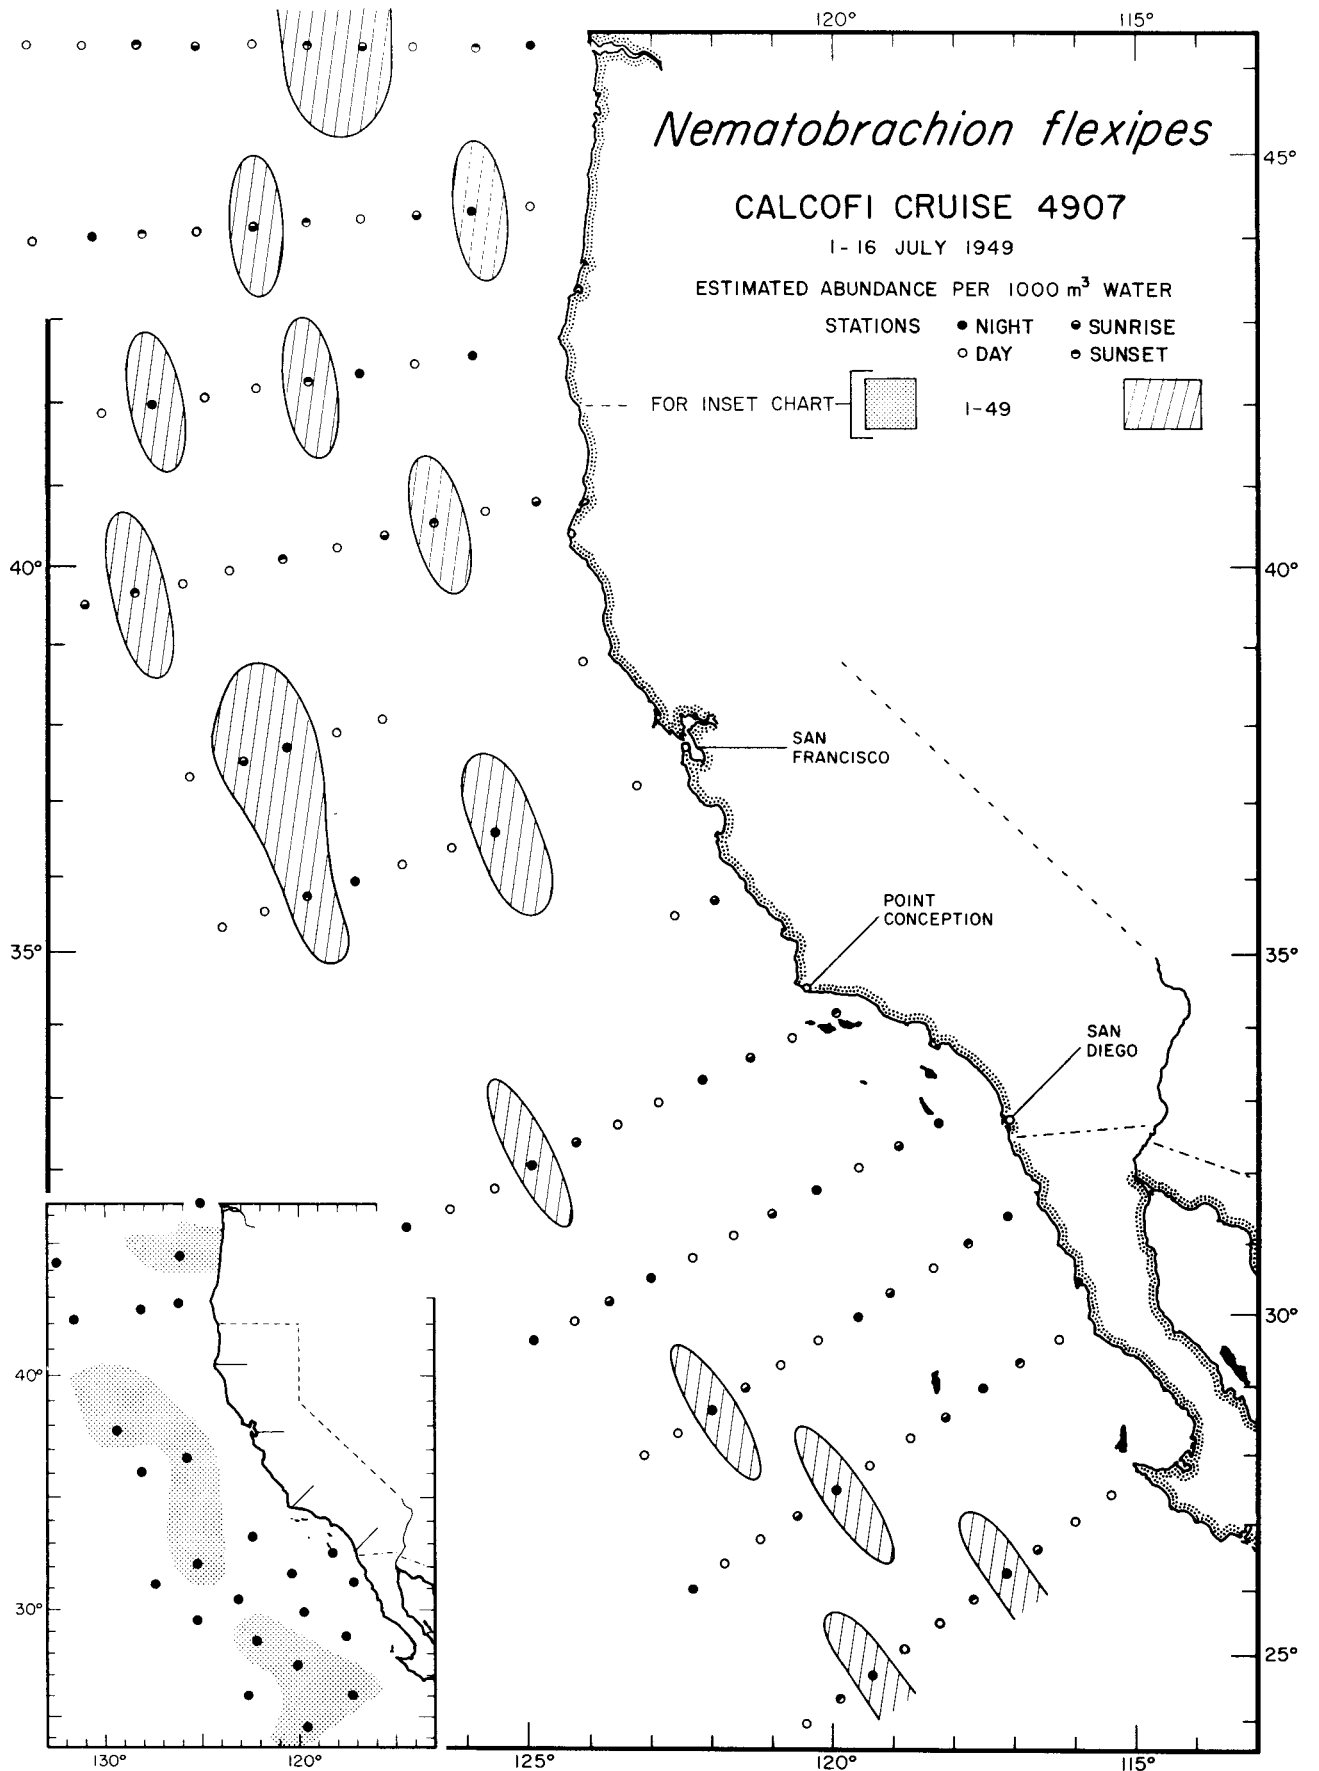 120° 115°
Nematobrachion flexipes
45°
CALCOFI CRUISE 4907
1-16 JULY 1949
ESTIMATED ABUNDANCE PER 1000 m³ WATER
STATIONS NIGHT SUNRISE
DAY SUNSET
FOR INSET CHART 1-49
40° 40°
SAN
FRANCISCO
POINT
CONCEPTION
35° 35°
SAN
DIEGO
30°
40°
30°
25°
130° 120° 125° 120° 115°